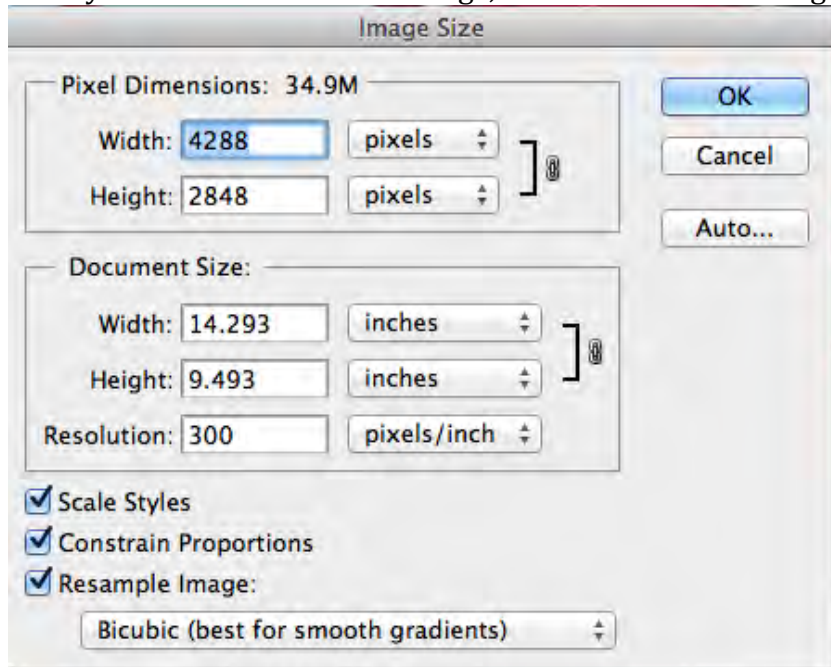 Image Size
Pixel Dimensions: 34.9M
OK
Width: 4288 pixels
Cancel
Height: 2848 pixels
Auto...
Document Size:
Width: 14.293 inches
Height: 9.493 inches
Resolution: 300 pixels/inch
Scale Styles
Constrain Proportions
Resample Image:
Bicubic (best for smooth gradients)